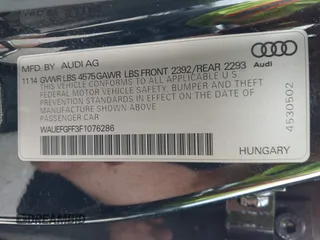 MFD. BY AUDI AG
11 14 GVWR LBS 4575 GAWR LBS FRONT 2392/REAR 2293
THIS VEHICLE CONFORMS TO ALL APPLICABLE U.S.
FEDERAL MOTOR VEHICLE SAFETY, BUMPER AND THEFT
PREVENTION STANDARDS IN EFFECT ON THE DATE OF
MANUFACTURE SHOWN ABOVE
PASSENGER CAR
WAUEFGFF3F1076286
HUNGARY
Audi
4530502